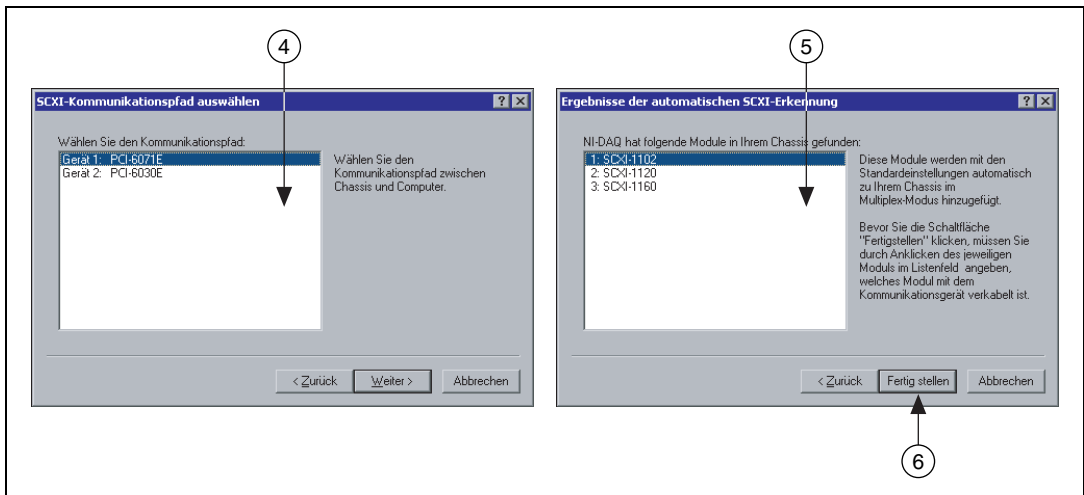 4
SCXI-Kommunikationspfad auswählen
Wählen Sie den Kommunikationspfad:
Gerät 1: PCI-6071E
Gerät 2: PCI-6030E
Wählen Sie den
Kommunikationspfad zwischen
Chassis und Computer.
< Zurück
Weiter >
Abbrechen
5
Ergebnisse der automatischen SCXI-Erkennung
NI-DAQ hat folgende Module in Ihrem Chassis gefunden:
1: SCXI-1102
2: SCXI-1120
3: SCXI-1160
Diese Module werden mit den
Standardeinstellungen automatisch
zu Ihrem Chassis im
Multiplex-Modus hinzugefügt.
Bevor Sie die Schaltfläche
"Fertigstellen" klicken, müssen Sie
durch Anklicken des jeweiligen
Moduls im Listenfeld angeben,
welches Modul mit dem
Kommunikationsgerät verkabelt ist.
< Zurück
Fertig stellen
Abbrechen
6